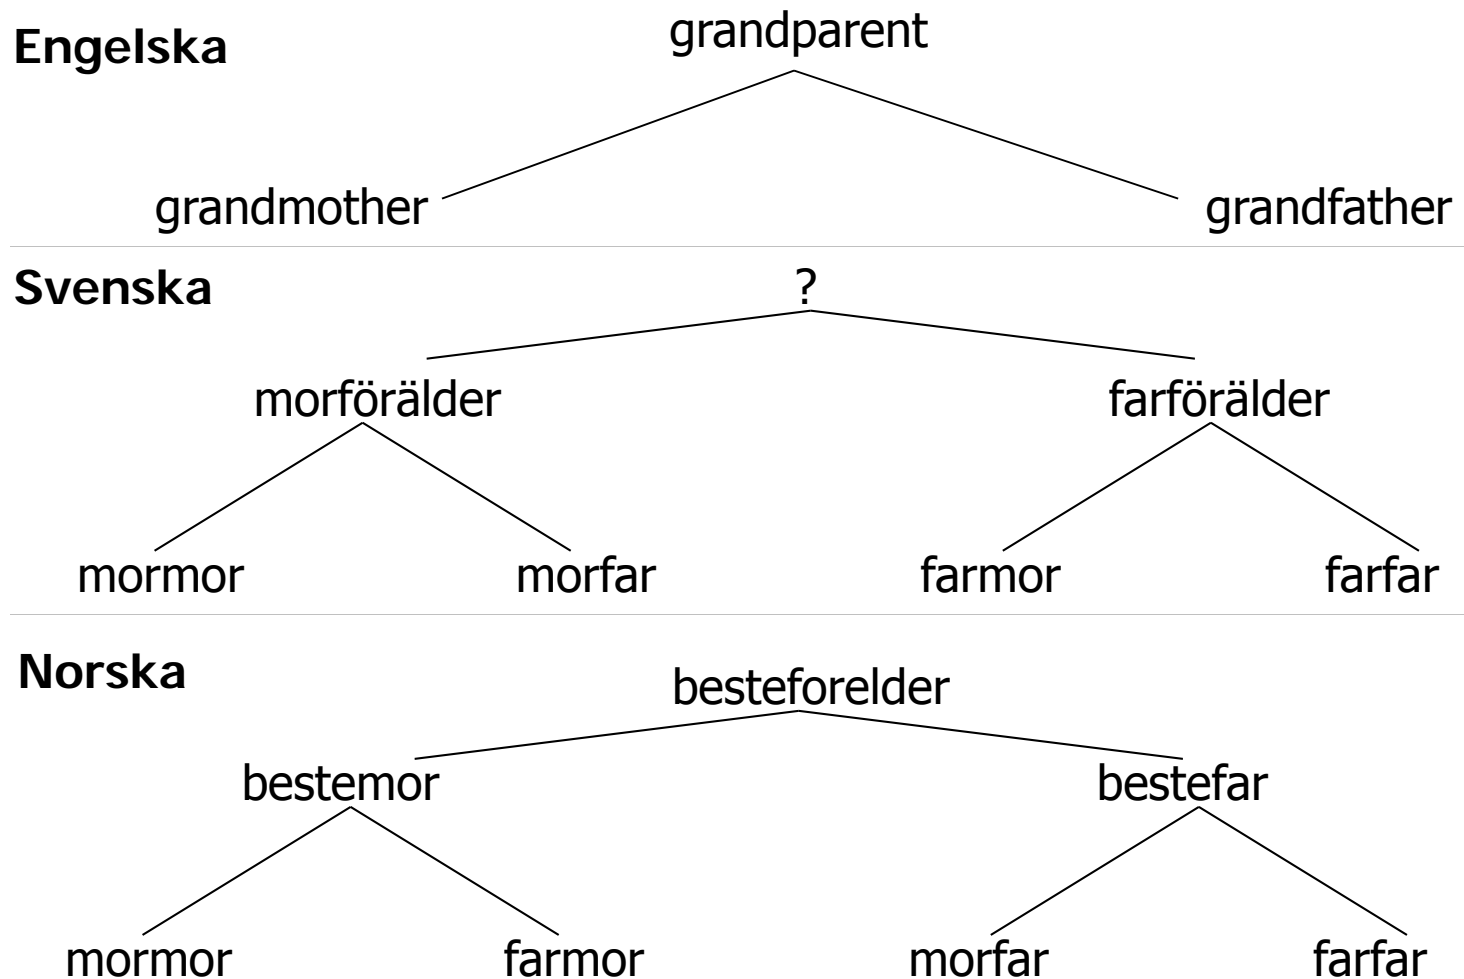 Engelska
grandparent
grandmother grandfather
Svenska
?
morförälder farförälder
mormor morfar farmor farfar
Norska
besteforelder
bestemor bestefar
mormor farmor morfar farfar